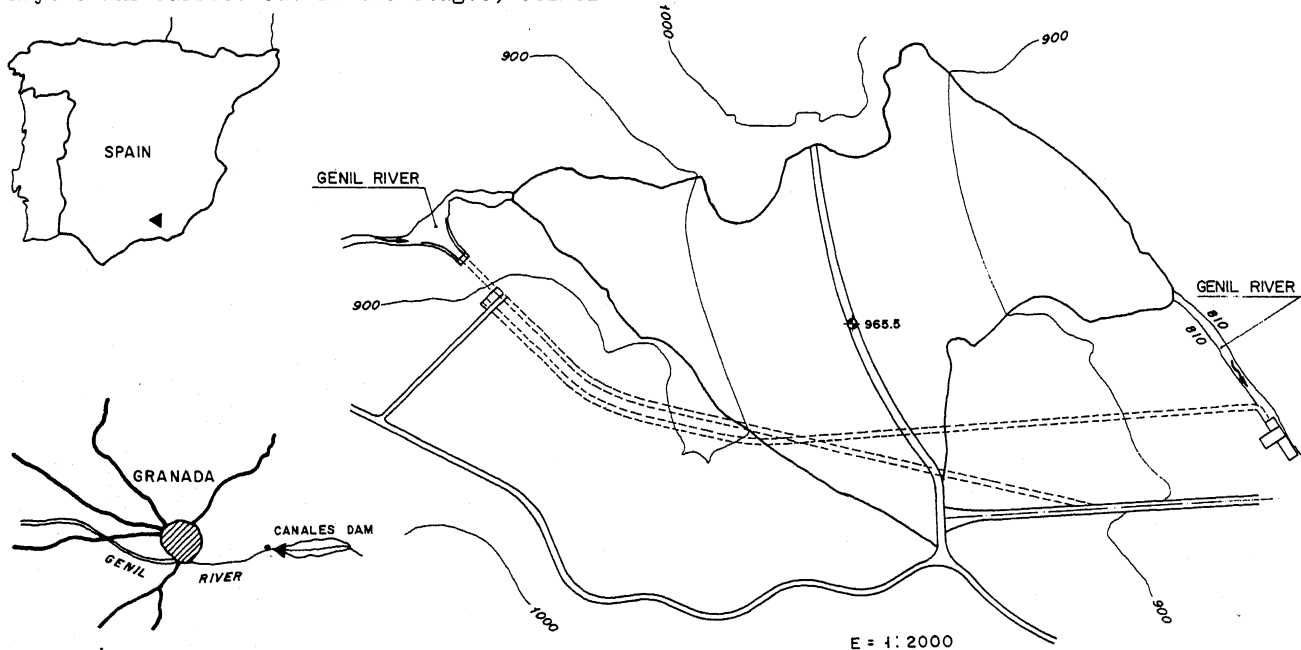 SPAIN
GENIL RIVER
900
1000
900
900
965.5
GENIL RIVER
810
810
GRANADA
CANALES DAM
GENIL RIVER
1000
900
E = 1:2000